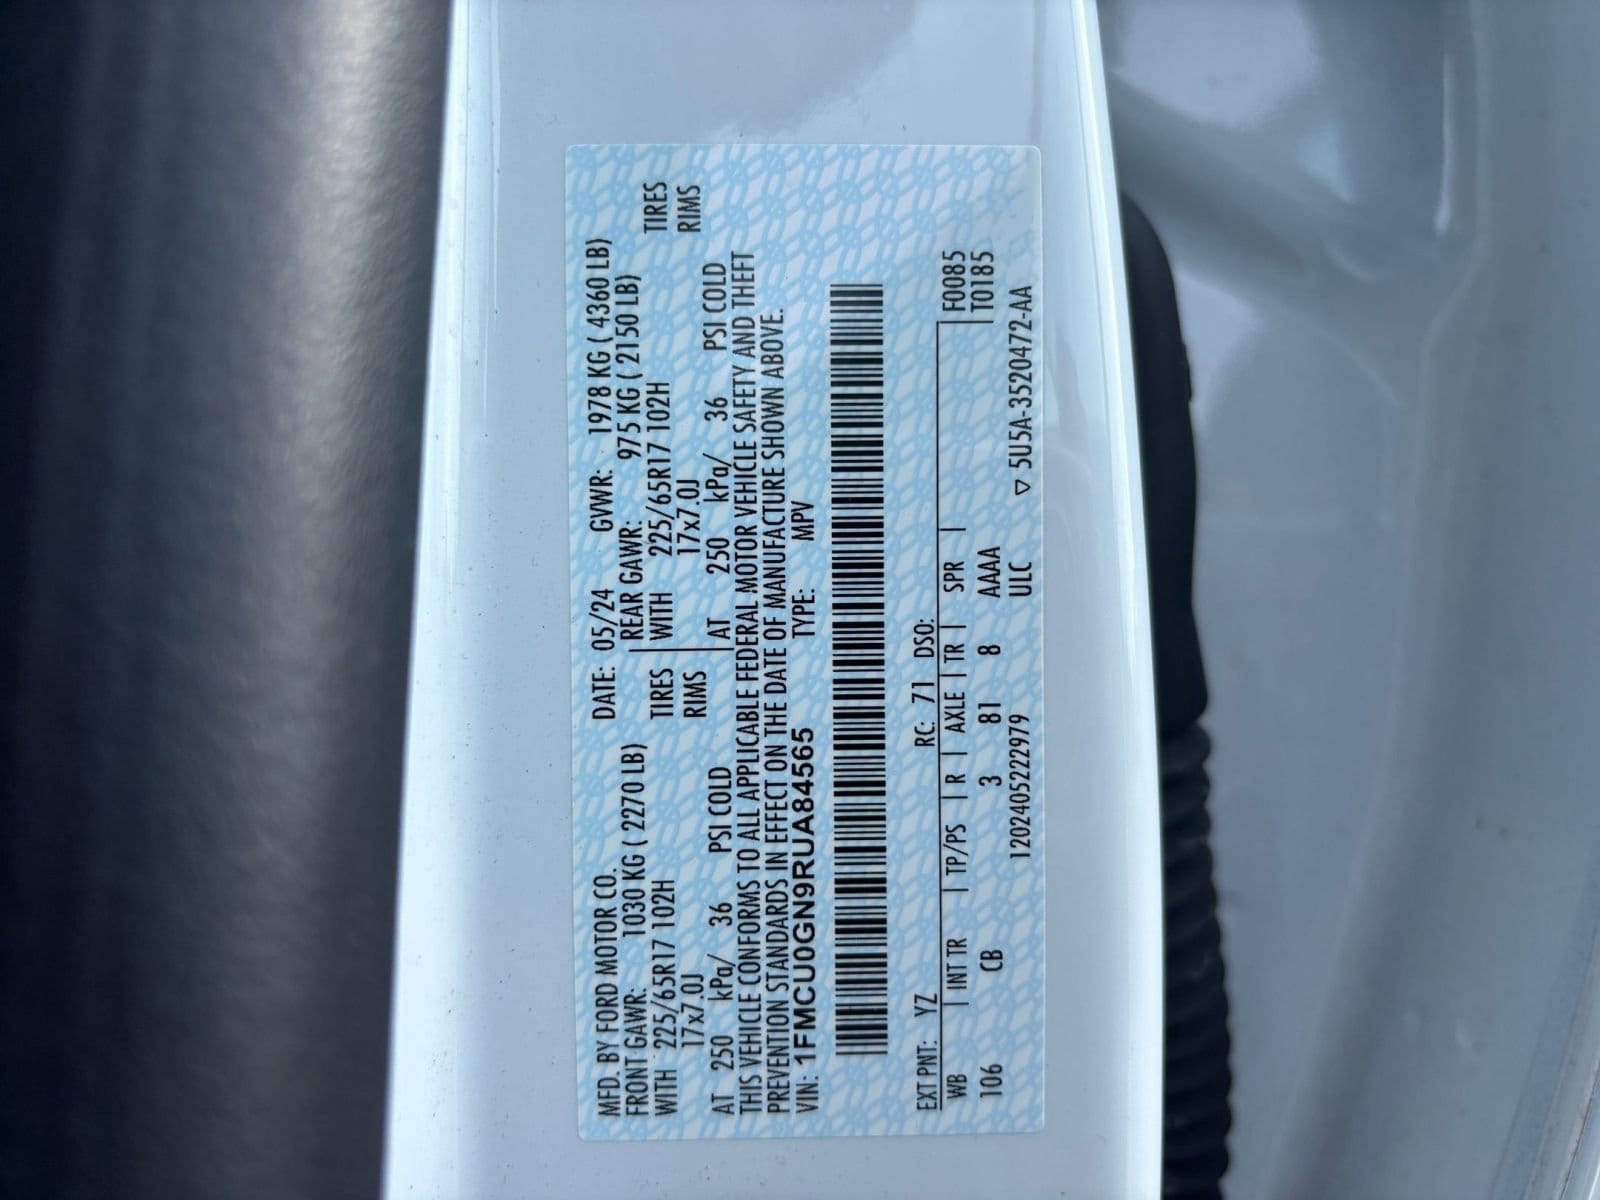 MFD. BY FORD MOTOR CO. DATE: 05/24 GVWR: 1978 KG ( 4360 LB)
FRONT GAWR: 1030 KG ( 2270 LB) REAR GAWR: 975 KG ( 2150 LB)
WITH 225/65R17 102H TIRES WITH 225/65R17 102H TIRES
17x7.0J RIMS 17x7.0J RIMS
AT 250 kPa/ 36 PSI COLD AT 250 kPa/ 36 PSI COLD
THIS VEHICLE CONFORMS TO ALL APPLICABLE FEDERAL MOTOR VEHICLE SAFETY AND THEFT
PREVENTION STANDARDS IN EFFECT ON THE DATE OF MANUFACTURE SHOWN ABOVE.
VIN: 1FMCU0GN9RUA84565 TYPE: MPV
EXT PNT: YZ RC: 71 DSO:
WB | INT TR | TP/PS | R | AXLE | TR | SPR | F0085
106 CB 3 81 8 AAAA T0185
1202405222979 ULC ▽ 5U5A-3520472-AA